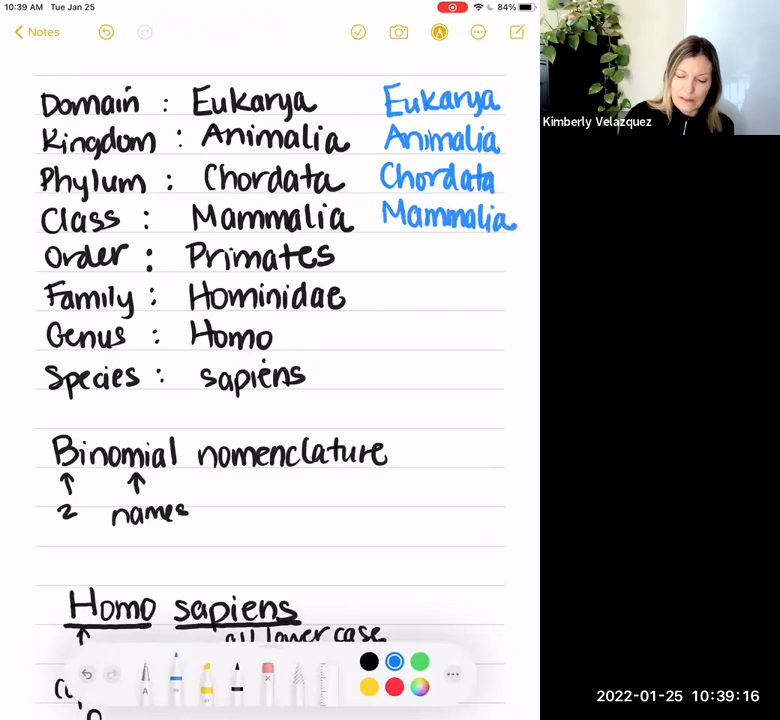 10:39 AM Tue Jan 25
84%
Notes
Domain : Eukarya Eukarya
Kingdom : Animalia Animalia
Phylum : Chordata Chordata
Class : Mammalia Mammalia
Order : Primates
Family : Hominidae
Genus : Homo
Species : sapiens
Binomial nomenclature
2 names
Homo sapiens
all lower case
Kimberly Velazquez
2022-01-25 10:39:16